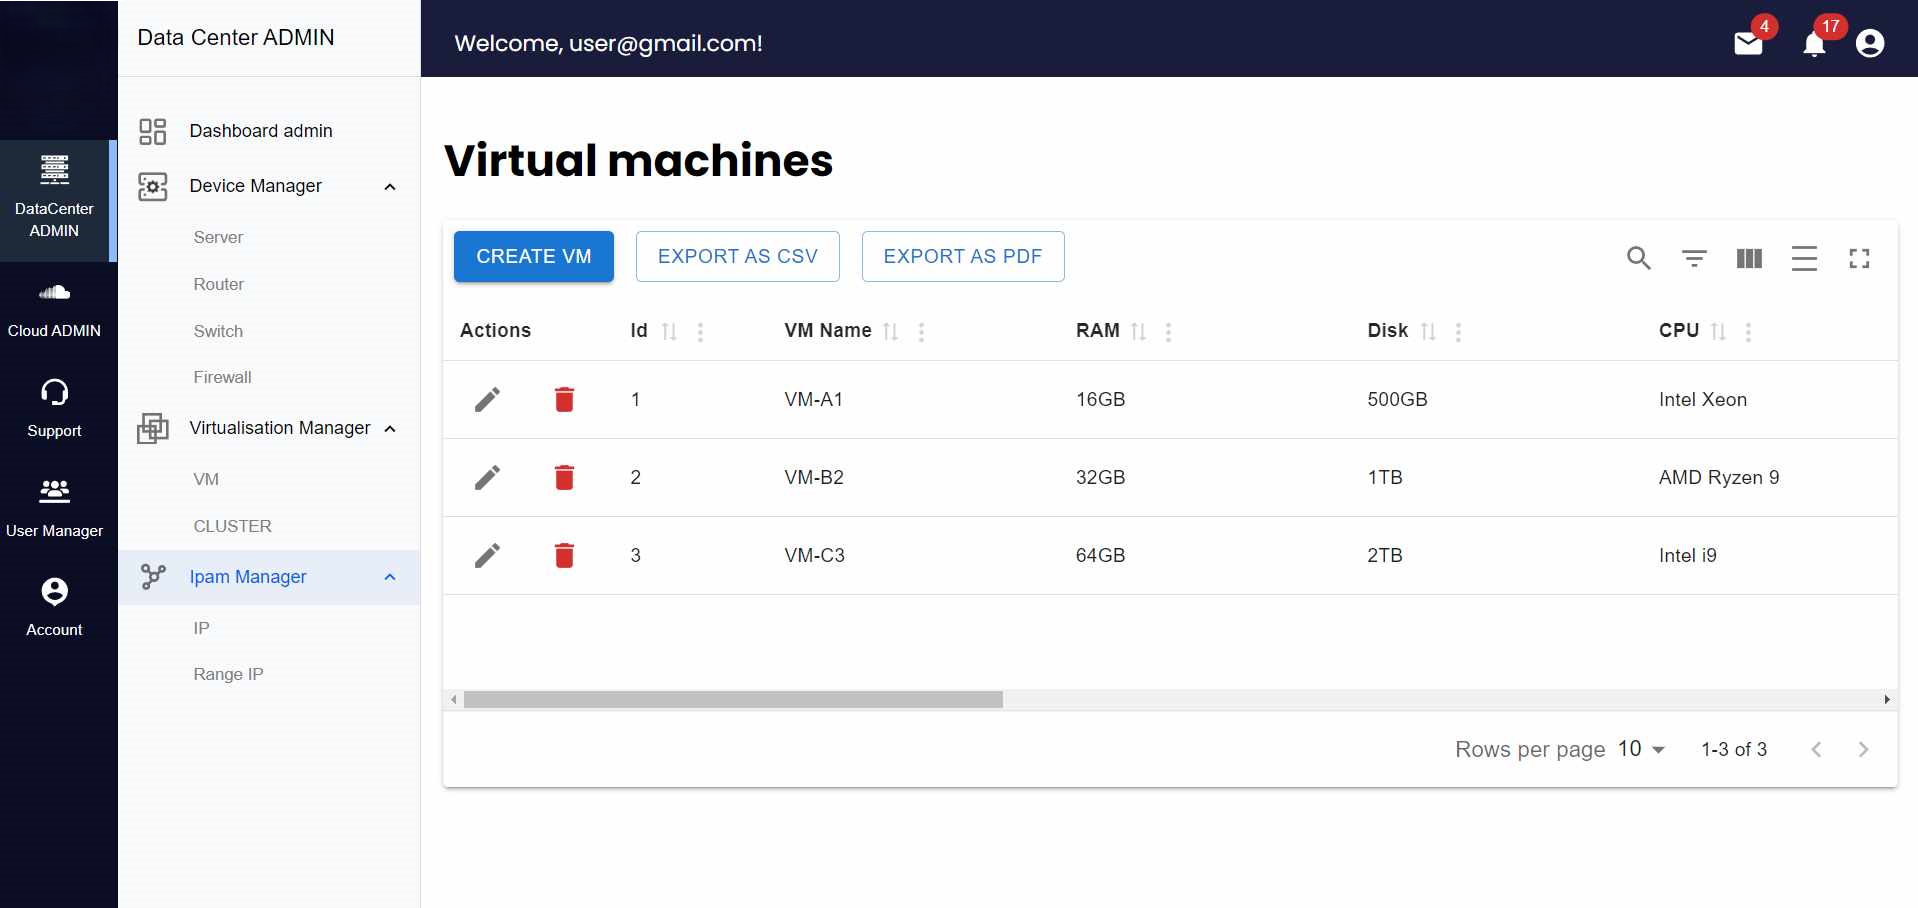 Data Center ADMIN
Welcome, user@gmail.com!
4
17
DataCenter
ADMIN
Cloud ADMIN
Support
User Manager
Account
Dashboard admin
Device Manager
Server
Router
Switch
Firewall
Virtualisation Manager
VM
CLUSTER
Ipam Manager
IP
Range IP
Virtual machines
CREATE VM EXPORT AS CSV EXPORT AS PDF
Actions Id VM Name RAM Disk CPU
1 VM-A1 16GB 500GB Intel Xeon
2 VM-B2 32GB 1TB AMD Ryzen 9
3 VM-C3 64GB 2TB Intel i9
Rows per page 10 1-3 of 3